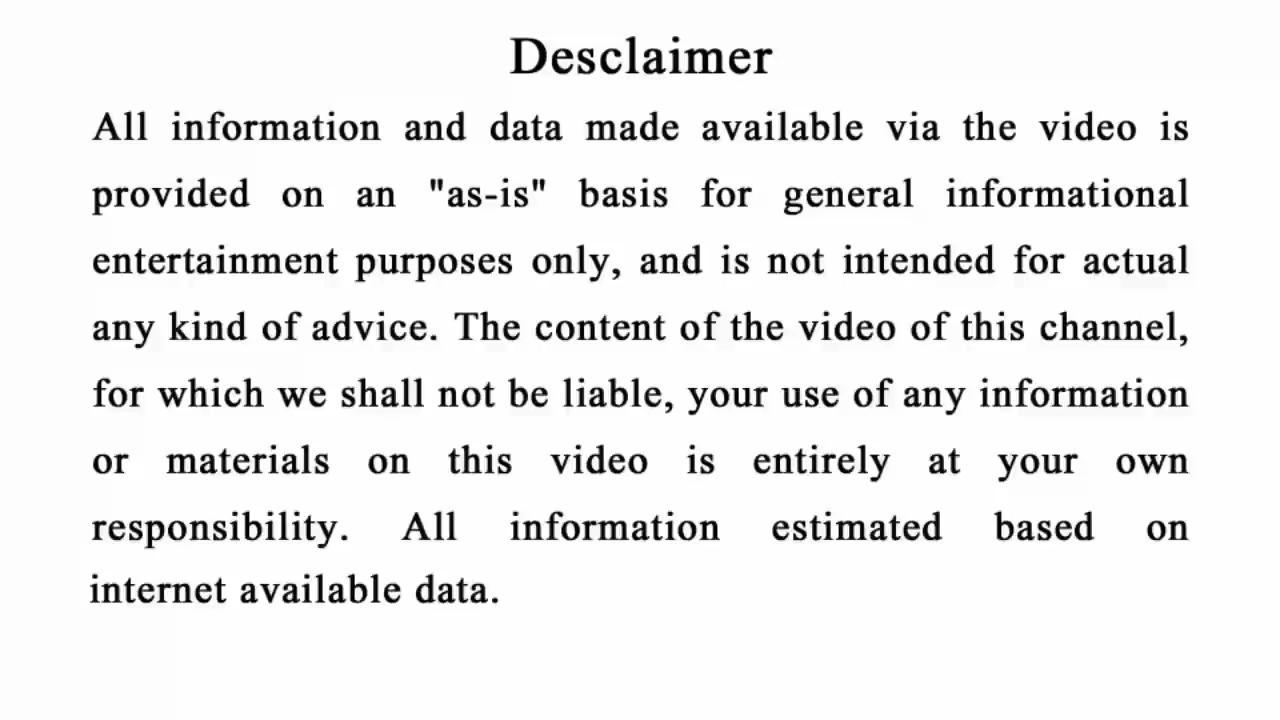 Desclaimer
All information and data made available via the video is
provided on an "as-is" basis for general informational
entertainment purposes only, and is not intended for actual
any kind of advice. The content of the video of this channel,
for which we shall not be liable, your use of any information
or materials on this video is entirely at your own
responsibility. All information estimated based on
internet available data.